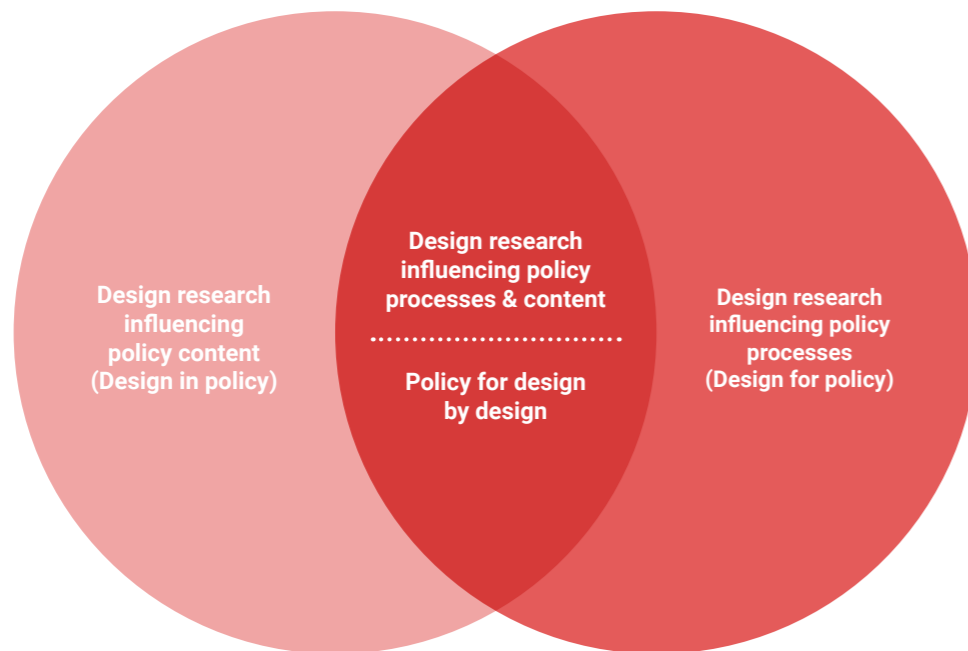 Design research
influencing
policy content
(Design in policy)
Design research
influencing policy
processes & content
Policy for design
by design
Design research
influencing policy
processes
(Design for policy)